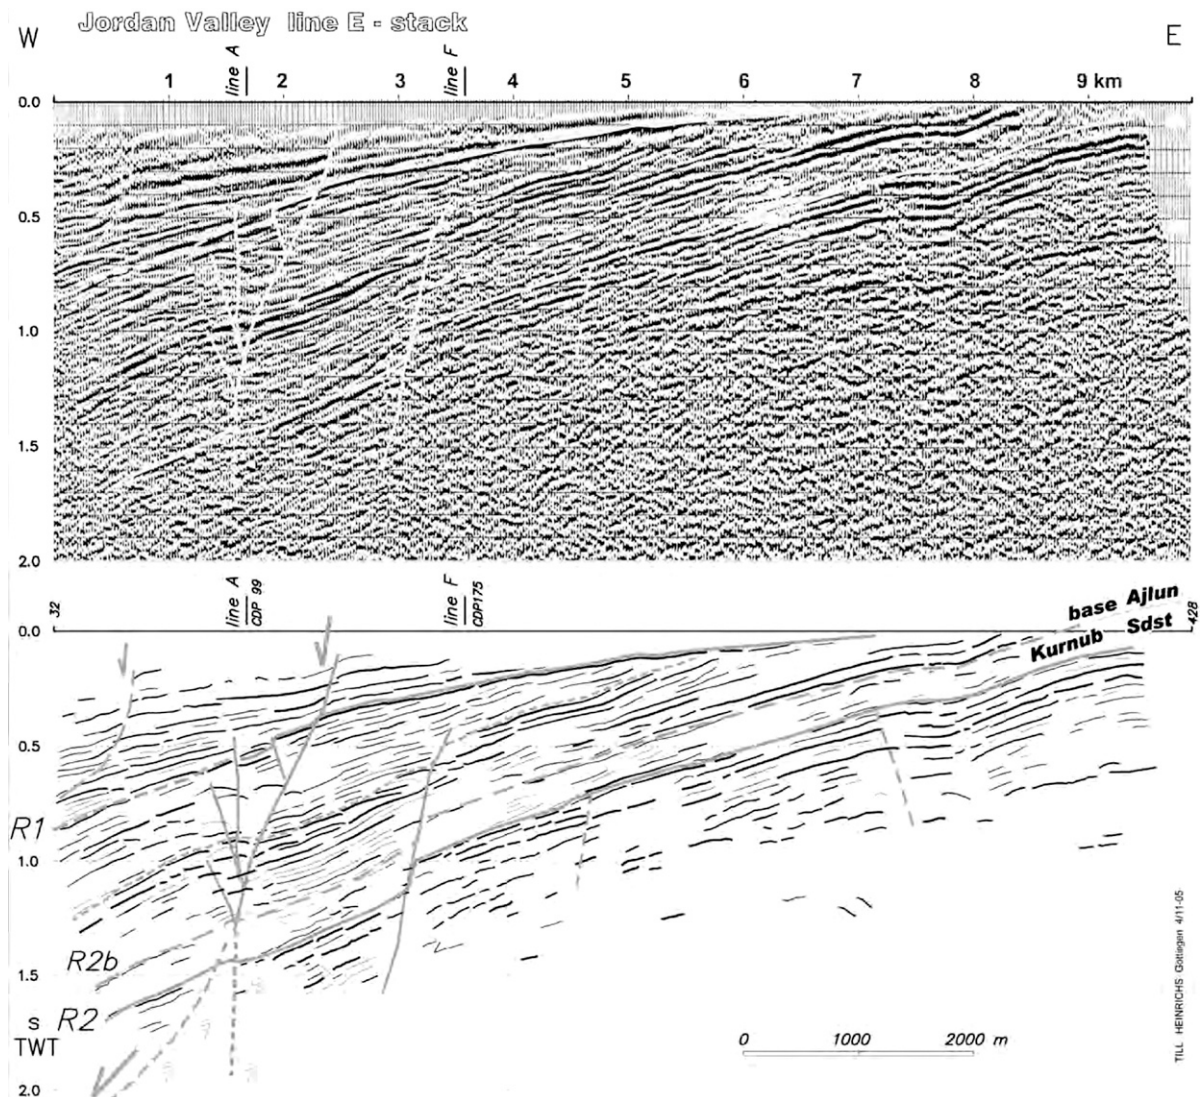 Jordan Valley line E - stack
W
E
line A
line F
1 2 3 4 5 6 7 8 9 km
0.0
0.5
1.0
1.5
2.0
32
line A
CDP 99
line F
CDP175
428
base Ajlun
Kurnub Sdst
0.0
0.5
R1
1.0
R2b
1.5
s
R2
TWT
2.0
0 1000 2000 m
TILL HEINRICHS Göttingen 4/11-05